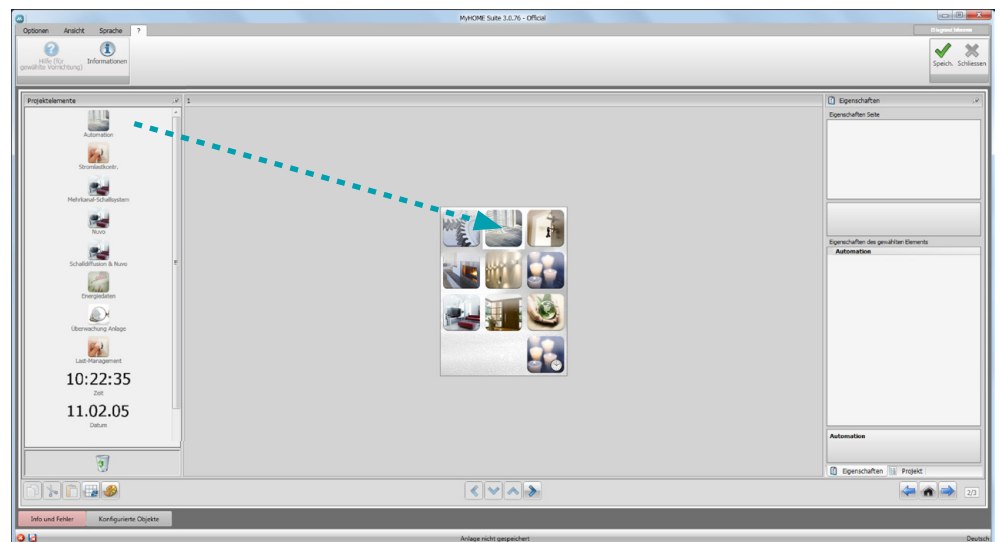 MyHOME Suite 3.0.76 - Official
Optionen Ansicht Sprache ?
Hilfe (für gewählte Vorrichtung)
Informationen
Speich. Schliessen
Projektelemente
1
Automation
Stromlastkontr.
Mehrkanal-Schallsystem
Nuvo
Schalldiffusion & Nuvo
Energiedaten
Überwachung Anlage
Last-Management
10:22:35
Zeit
11.02.05
Datum
Eigenschaften
Eigenschaften Seite
Eigenschaften des gewählten Elements
Automation
Automation
Eigenschaften Projekt
2/3
Info und Fehler Konfigurierte Objekte
Anlage nicht gespeichert
Deutsch